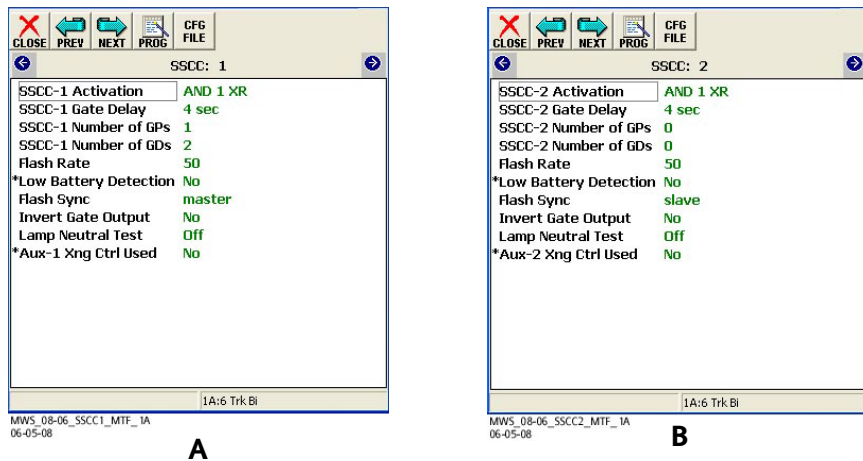 CLOSE PREV NEXT PROG CFG FILE
SSCC: 1
SSCC-1 Activation AND 1 XR
SSCC-1 Gate Delay 4 sec
SSCC-1 Number of GPs 1
SSCC-1 Number of GDs 2
Flash Rate 50
*Low Battery Detection No
Flash Sync master
Invert Gate Output No
Lamp Neutral Test Off
*Aux-1 Xng Ctrl Used No
1A:6 Trk Bi
MWS_08-06_SSCC1_MTF_1A
06-05-08
A
CLOSE PREV NEXT PROG CFG FILE
SSCC: 2
SSCC-2 Activation AND 1 XR
SSCC-2 Gate Delay 4 sec
SSCC-2 Number of GPs 0
SSCC-2 Number of GDs 0
Flash Rate 50
*Low Battery Detection No
Flash Sync slave
Invert Gate Output No
Lamp Neutral Test Off
*Aux-2 Xng Ctrl Used No
1A:6 Trk Bi
MWS_08-06_SSCC2_MTF_1A
06-05-08
B